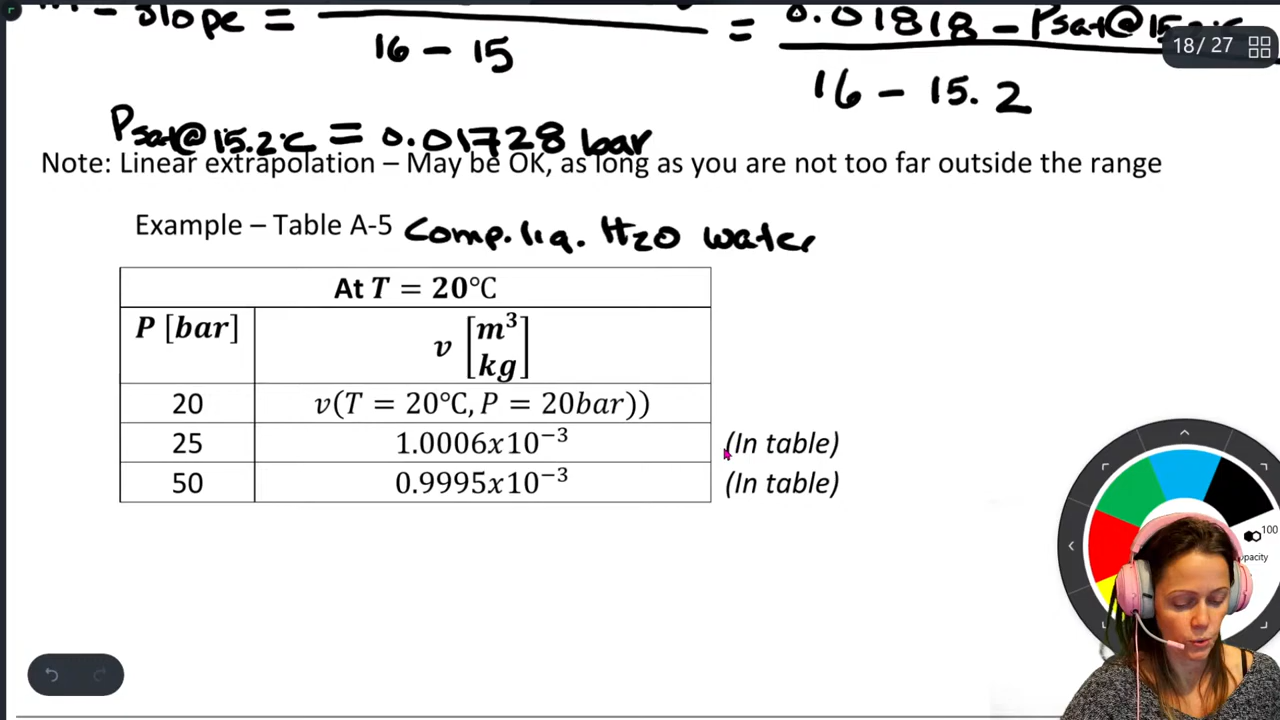 slope =
= 0.01818 – Psat@15.2°C
16 – 15
16 – 15.2
18/ 27
Psat@15.2°C = 0.01728 bar
Note: Linear extrapolation – May be OK, as long as you are not too far outside the range
Example – Table A-5 Comp. liq. H2O water
At T = 20℃
P [bar]
v [m³/kg]
20
v(T = 20℃, P = 20bar))
25
1.0006x10⁻³
(In table)
50
0.9995x10⁻³
(In table)
100